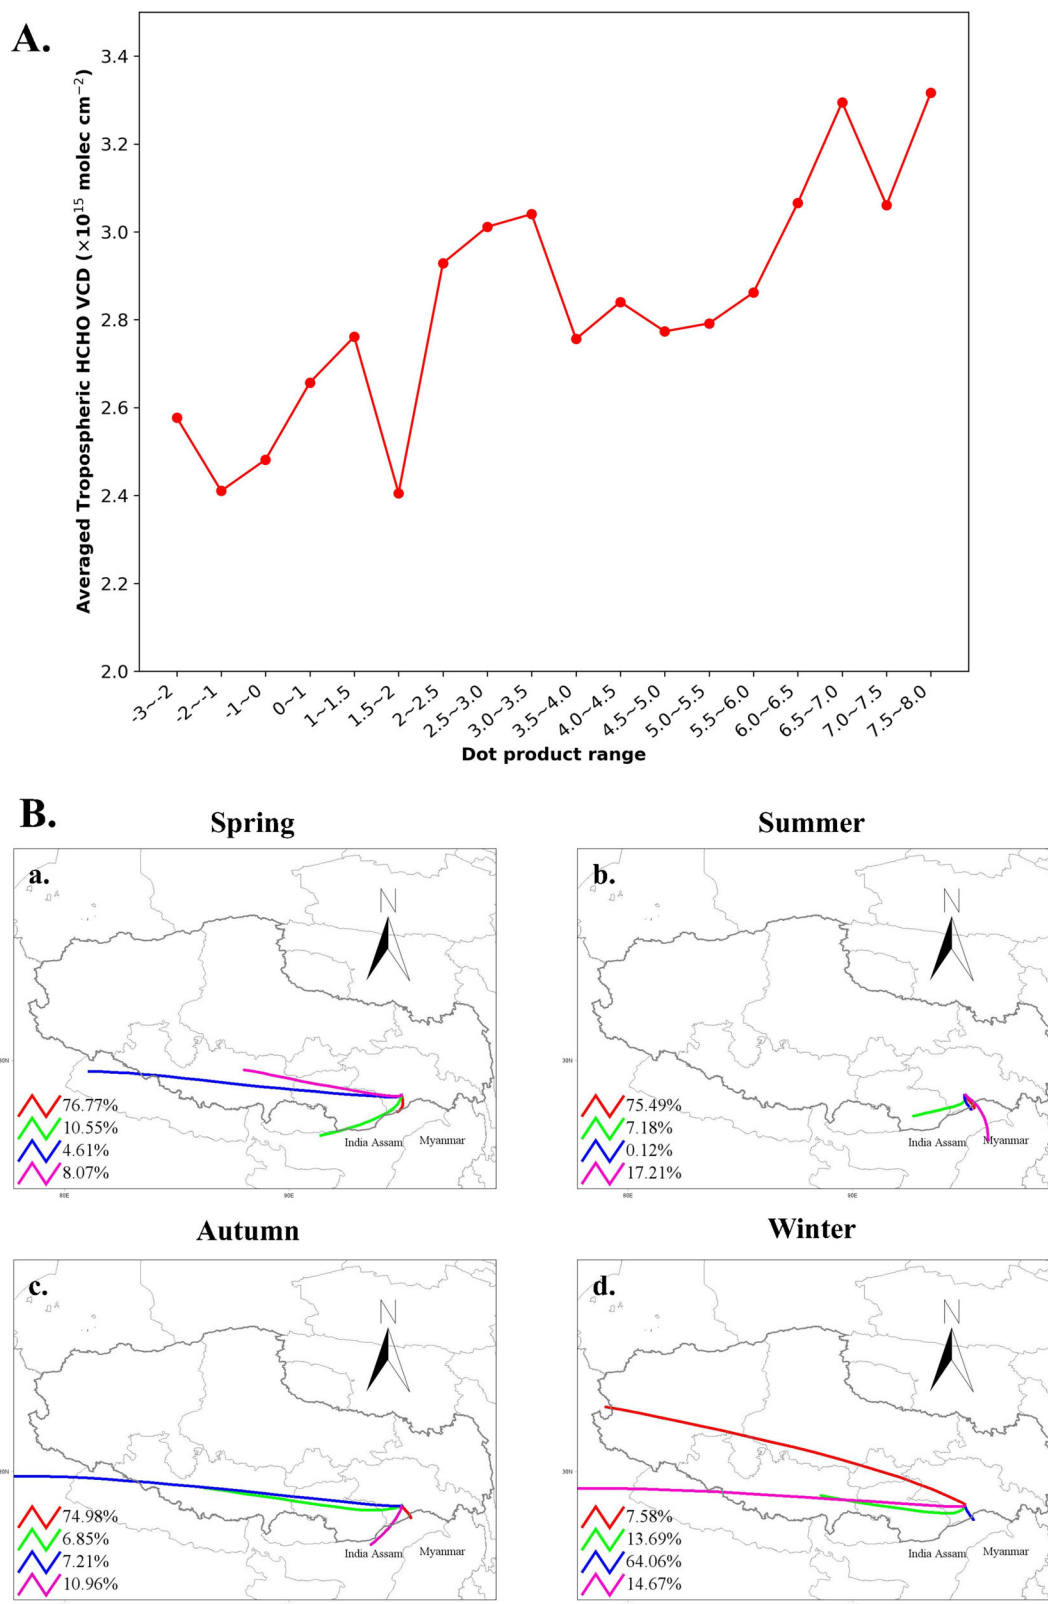 A.
Averaged Tropospheric HCHO VCD (×10¹⁵ molec cm⁻²)
3.4
3.2
3.0
2.8
2.6
2.4
2.2
2.0
-3~-2
-2~-1
-1~0
0~1
1~1.5
1.5~2
2~2.5
2.5~3.0
3.0~3.5
3.5~4.0
4.0~4.5
4.5~5.0
5.0~5.5
5.5~6.0
6.0~6.5
6.5~7.0
7.0~7.5
7.5~8.0
Dot product range
B.
Spring
a.
N
76.77%
10.55%
4.61%
8.07%
India Assam
Myanmar
80E
90E
Summer
b.
N
30N
75.49%
7.18%
0.12%
17.21%
India Assam
Myanmar
80E
90E
Autumn
c.
N
74.98%
6.85%
7.21%
10.96%
India Assam
Myanmar
Winter
d.
N
30N
7.58%
13.69%
64.06%
14.67%
India Assam
Myanmar